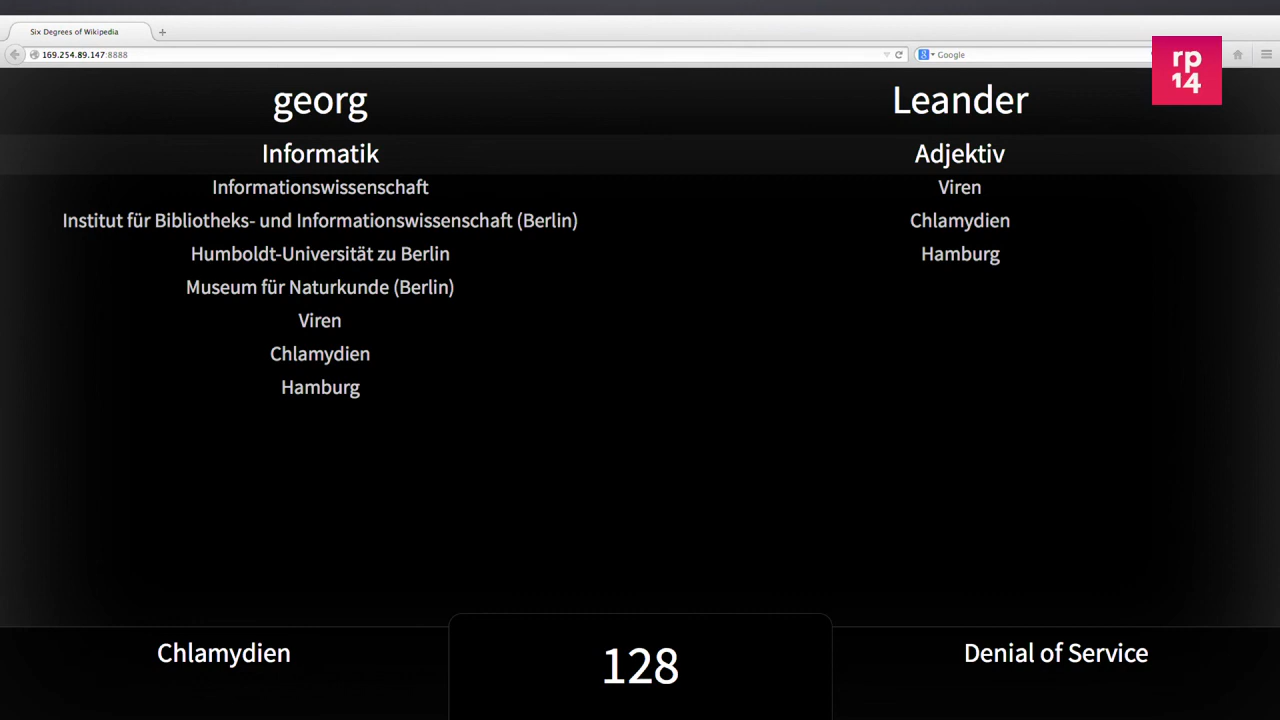 Six Degrees of Wikipedia
169.254.89.147:8888
Google
rp
14
georg
Informatik
Informationswissenschaft
Institut für Bibliotheks- und Informationswissenschaft (Berlin)
Humboldt-Universität zu Berlin
Museum für Naturkunde (Berlin)
Viren
Chlamydien
Hamburg
Leander
Adjektiv
Viren
Chlamydien
Hamburg
Chlamydien
128
Denial of Service